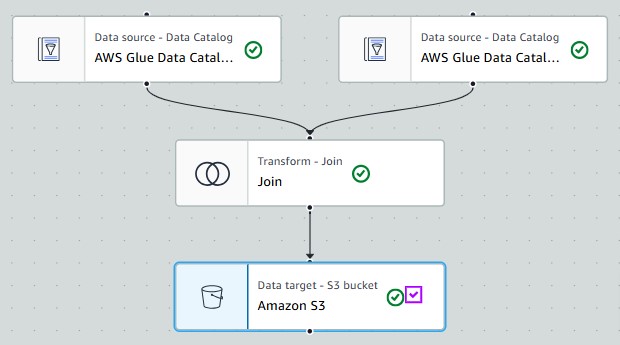 Data source - Data Catalog
AWS Glue Data Catal...
Data source - Data Catalog
AWS Glue Data Catal...
Transform - Join
Join
Data target - S3 bucket
Amazon S3